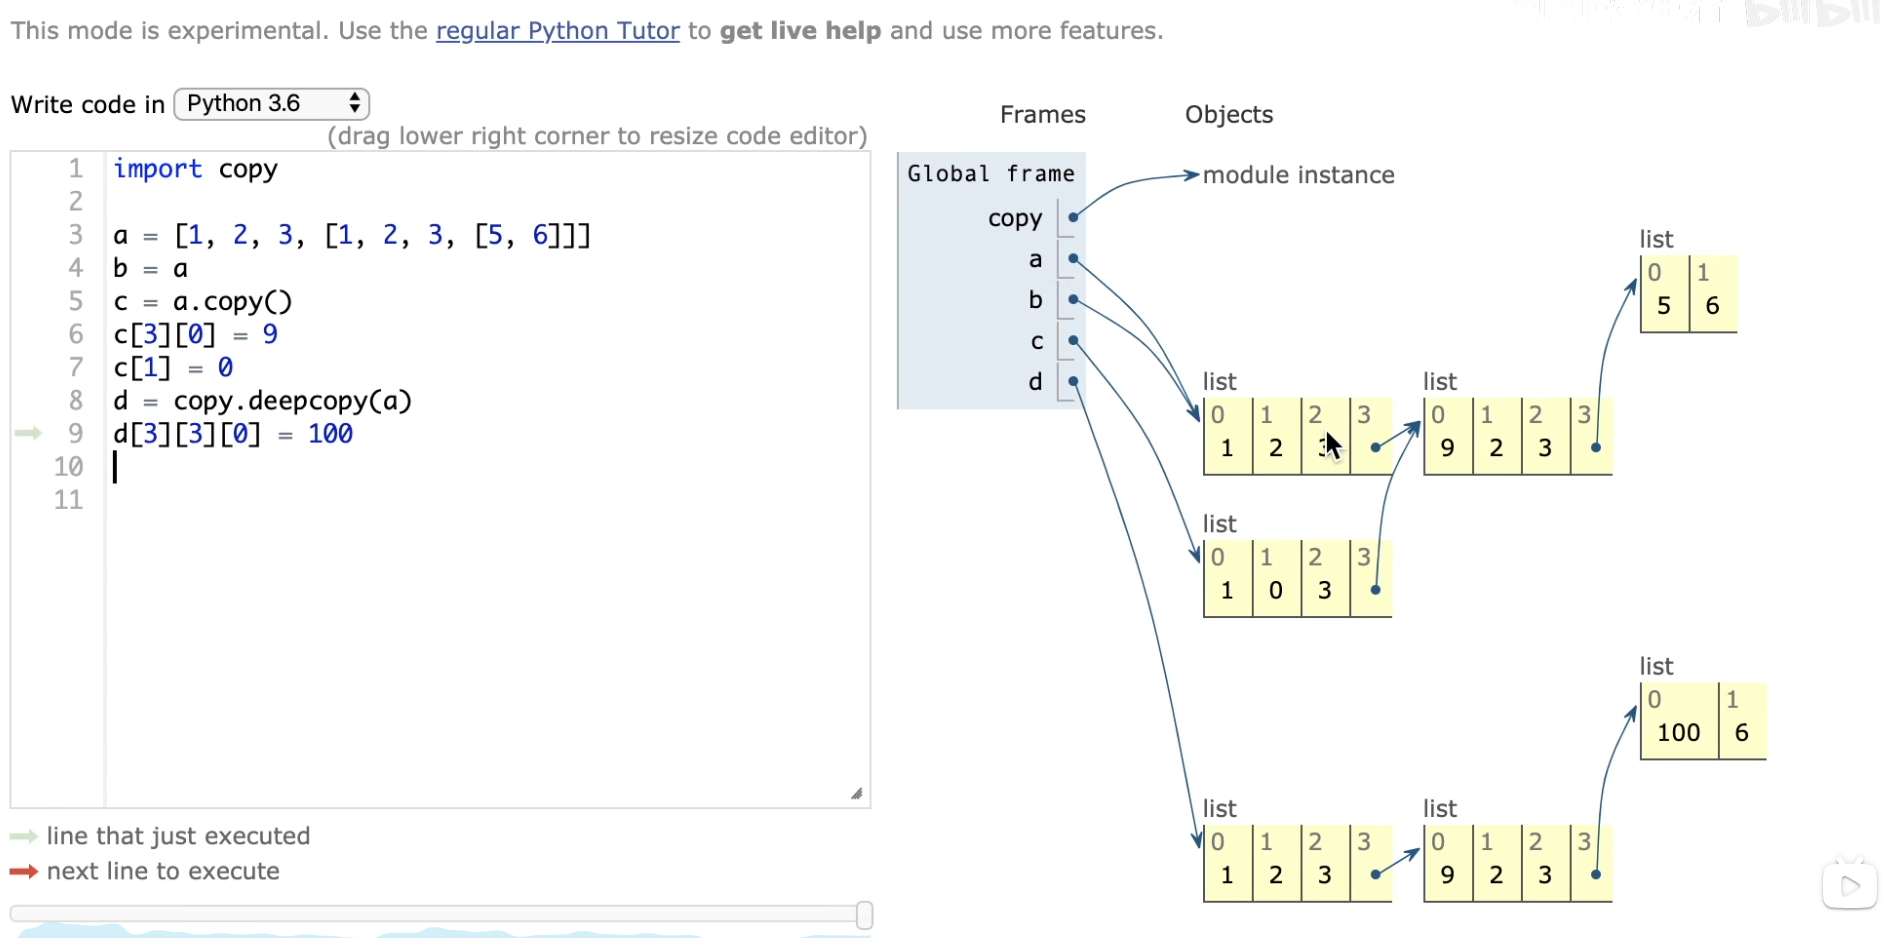 This mode is experimental. Use the regular Python Tutor to get live help and use more features.
Write code in Python 3.6
(drag lower right corner to resize code editor)
1 import copy
2
3 a = [1, 2, 3, [1, 2, 3, [5, 6]]]
4 b = a
5 c = a.copy()
6 c[3][0] = 9
7 c[1] = 0
8 d = copy.deepcopy(a)
9 d[3][3][0] = 100
10
11
line that just executed
next line to execute
Frames Objects
Global frame
copy
a
b
c
d
module instance
list
0 1
5 6
list list
0 1 2 3 0 1 2 3
1 2 3 9 2 3
list
0 1 2 3
1 0 3
list
0 1
100 6
list list
0 1 2 3 0 1 2 3
1 2 3 9 2 3